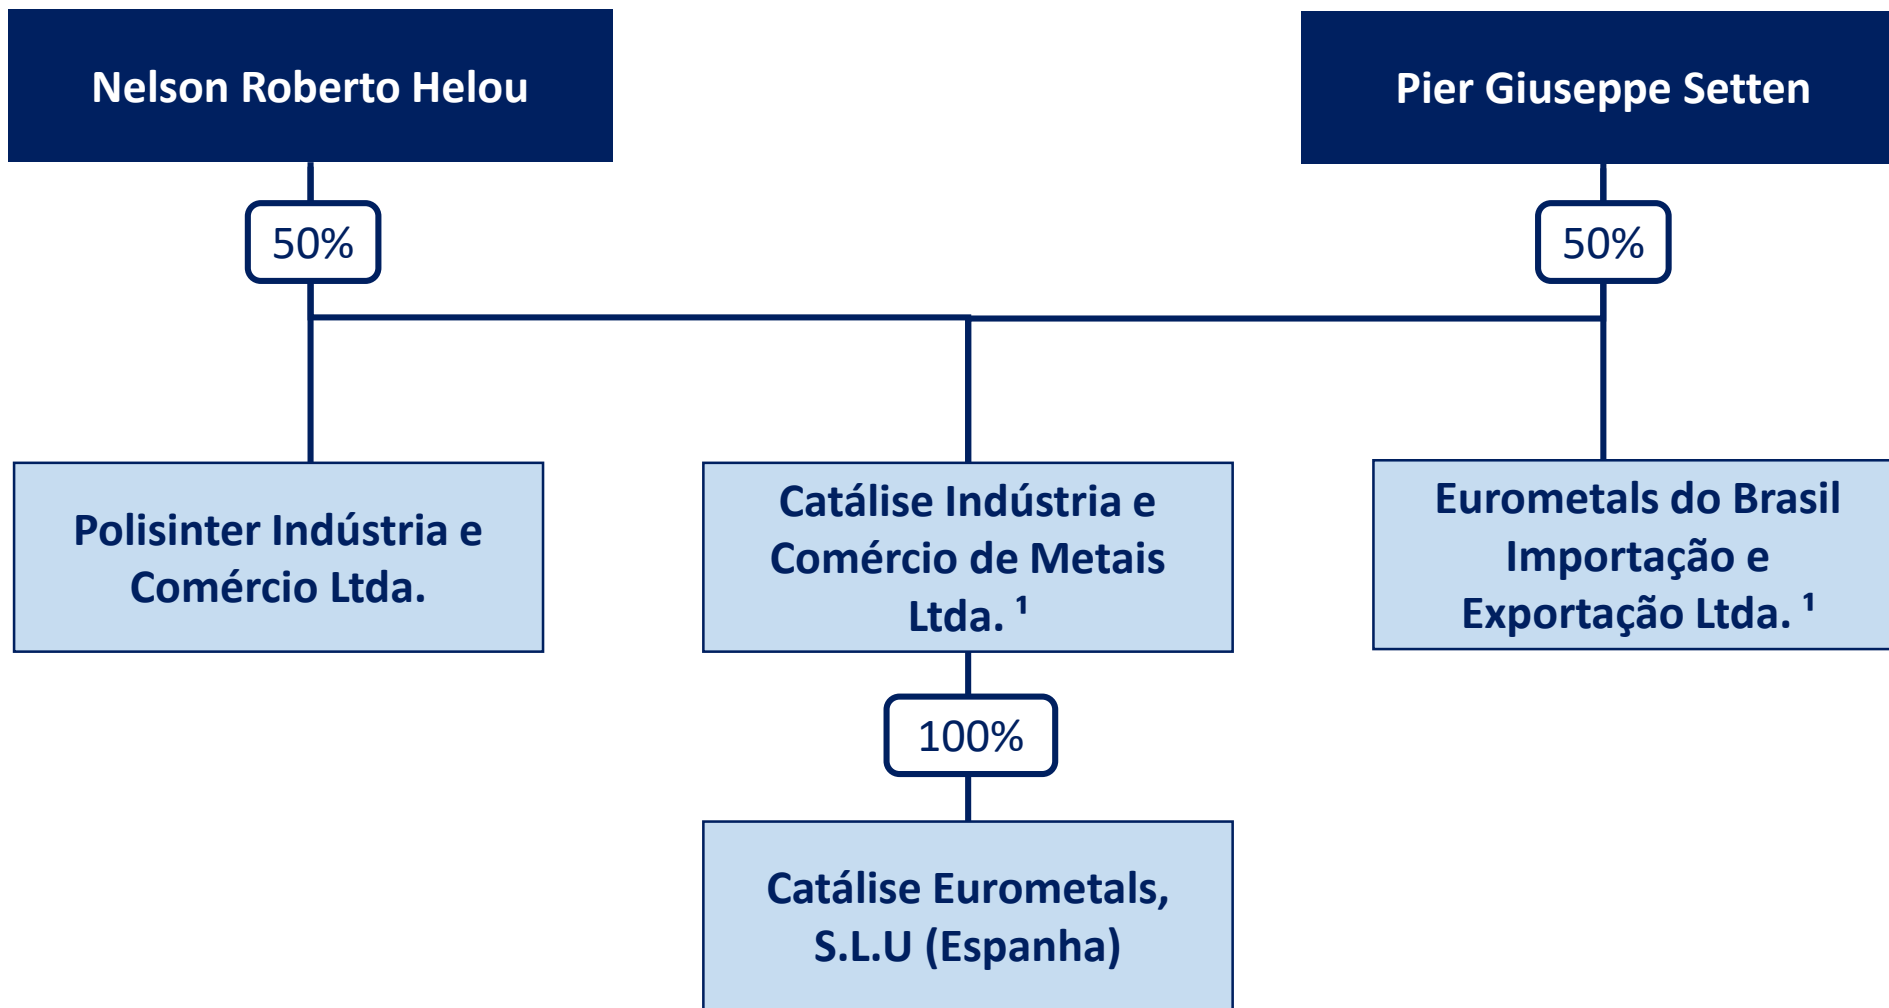 Nelson Roberto Helou
Pier Giuseppe Setten
50%
50%
Polisinter Indústria e
Comércio Ltda.
Catálise Indústria e
Comércio de Metais
Ltda. ¹
Eurometals do Brasil
Importação e
Exportação Ltda. ¹
100%
Catálise Eurometals,
S.L.U (Espanha)